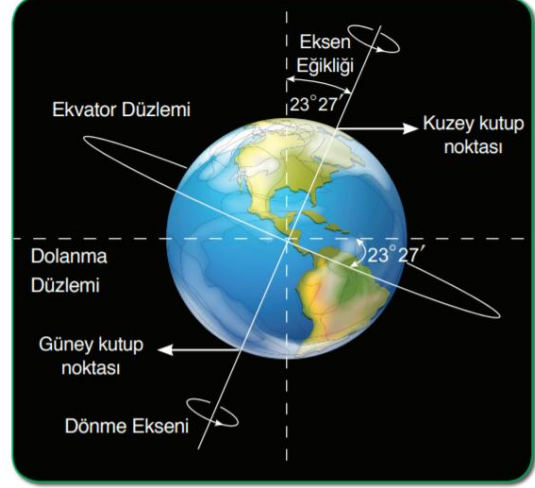 Eksen
Eğikliği
23°27′
Ekvator Düzlemi
Kuzey kutup
noktası
Dolanma
Düzlemi
23°27′
Güney kutup
noktası
Dönme Ekseni